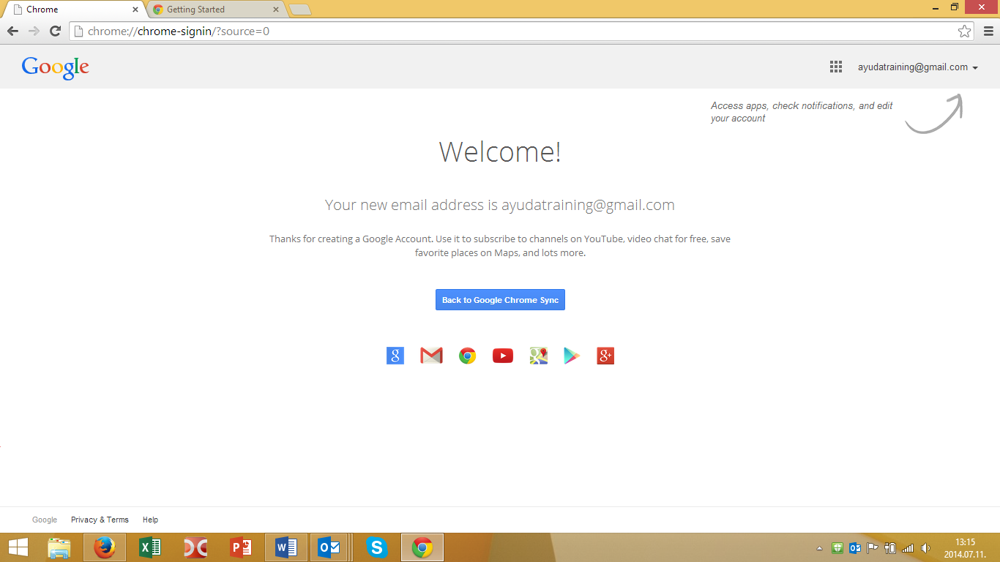 Chrome
Getting Started
chrome://chrome-signin/?source=0
Google
ayudatraining@gmail.com
Access apps, check notifications, and edit
your account
Welcome!
Your new email address is ayudatraining@gmail.com
Thanks for creating a Google Account. Use it to subscribe to channels on YouTube, video chat for free, save
favorite places on Maps, and lots more.
Back to Google Chrome Sync
Google Privacy & Terms Help
13:15
2014.07.11.